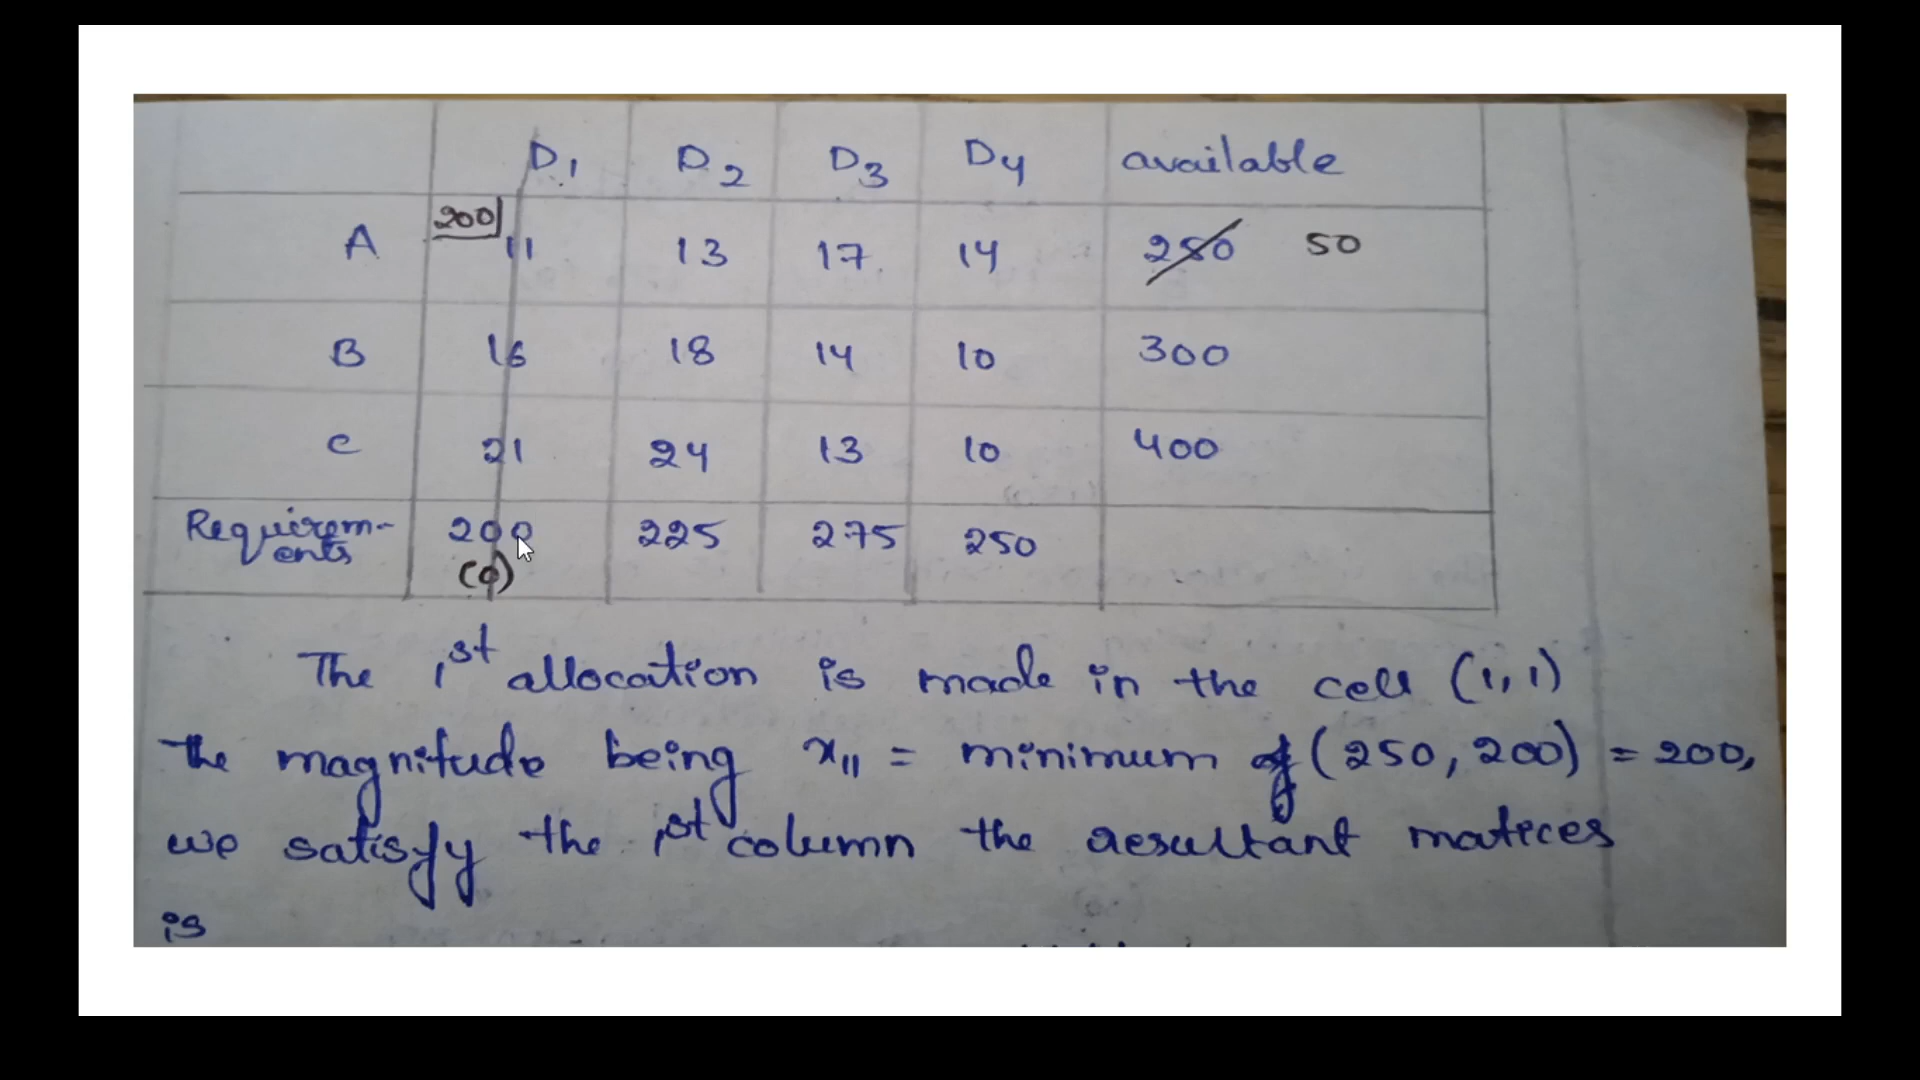 D1 D2 D3 D4 available
200
A 11 13 17 14 250 50
B 16 18 14 10 300
C 21 24 13 10 400
Requirem-
ents 200 225 275 250
(0)
The 1st allocation is made in the cell (1,1)
the magnitude being x11 = minimum of (250, 200) = 200,
we satisfy the 1st column the resultant matices
is